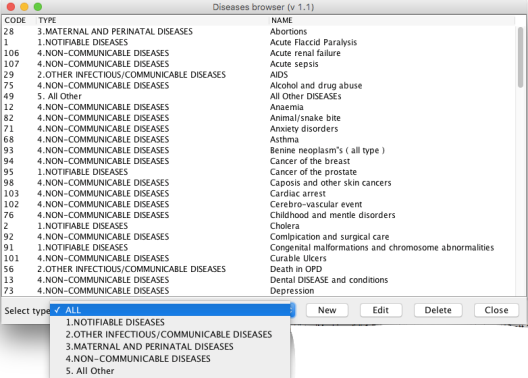 Diseases browser (v 1.1)
CODE TYPE NAME
28 3.MATERNAL AND PERINATAL DISEASES Abortions
1 1.NOTIFIABLE DISEASES Acute Flaccid Paralysis
106 4.NON-COMMUNICABLE DISEASES Acute renal failure
107 4.NON-COMMUNICABLE DISEASES Acute sepsis
29 2.OTHER INFECTIOUS/COMMUNICABLE DISEASES AIDS
75 4.NON-COMMUNICABLE DISEASES Alcohol and drug abuse
49 5. All Other All Other DISEASEs
12 4.NON-COMMUNICABLE DISEASES Anaemia
82 4.NON-COMMUNICABLE DISEASES Animal/snake bite
71 4.NON-COMMUNICABLE DISEASES Anxiety disorders
68 4.NON-COMMUNICABLE DISEASES Asthma
93 4.NON-COMMUNICABLE DISEASES Benine neoplasm"s ( all type )
94 4.NON-COMMUNICABLE DISEASES Cancer of the breast
95 1.NOTIFIABLE DISEASES Cancer of the prostate
98 4.NON-COMMUNICABLE DISEASES Caposis and other skin cancers
103 4.NON-COMMUNICABLE DISEASES Cardiac arrest
102 4.NON-COMMUNICABLE DISEASES Cerebro-vascular event
76 4.NON-COMMUNICABLE DISEASES Childhood and mentle disorders
2 1.NOTIFIABLE DISEASES Cholera
92 4.NON-COMMUNICABLE DISEASES Comlpication and surgical care
91 1.NOTIFIABLE DISEASES Congenital malformations and chromosome abnormalities
101 4.NON-COMMUNICABLE DISEASES Curable Ulcers
56 2.OTHER INFECTIOUS/COMMUNICABLE DISEASES Death in OPD
13 4.NON-COMMUNICABLE DISEASES Dental DISEASE and conditions
73 4.NON-COMMUNICABLE DISEASES Depression
Select type ✓ ALL New Edit Delete Close
1.NOTIFIABLE DISEASES
2.OTHER INFECTIOUS/COMMUNICABLE DISEASES
3.MATERNAL AND PERINATAL DISEASES
4.NON-COMMUNICABLE DISEASES
5. All Other